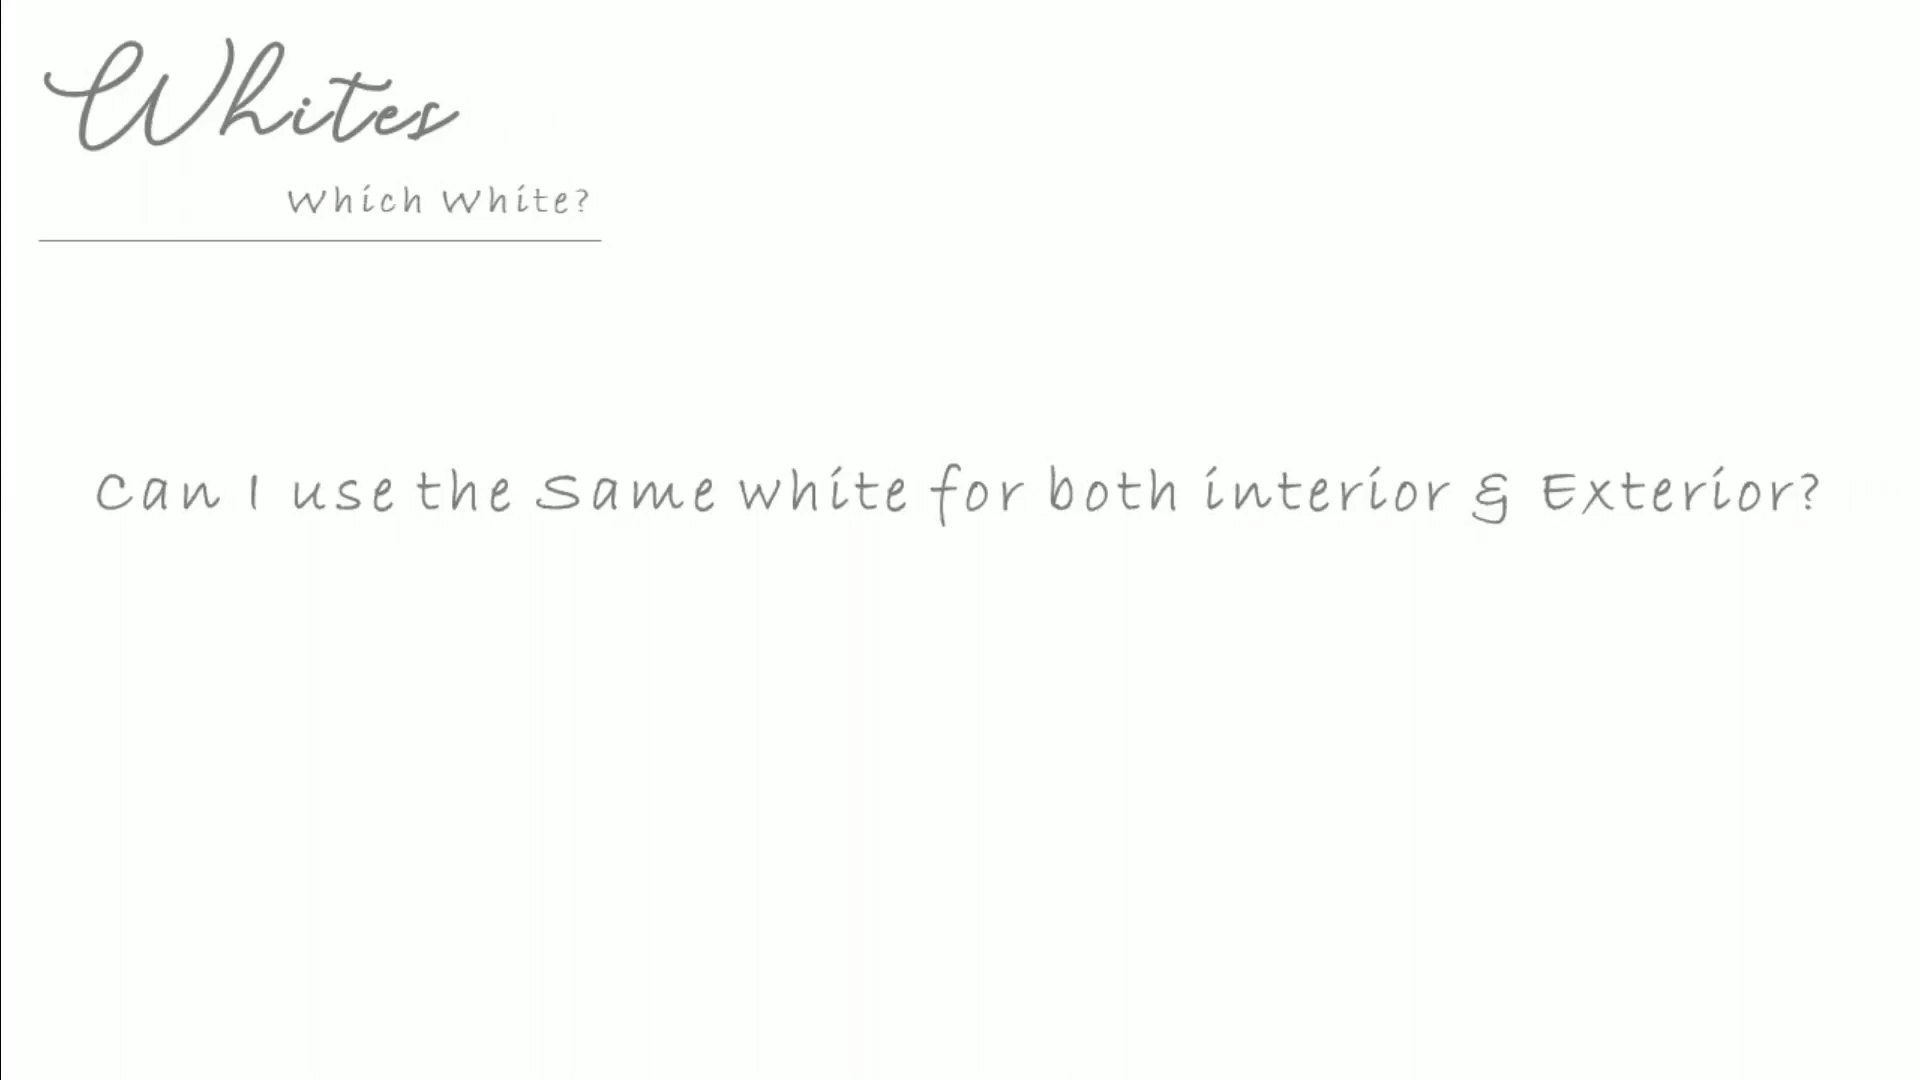 Whites
Which White?
Can I use the Same white for both interior & Exterior?